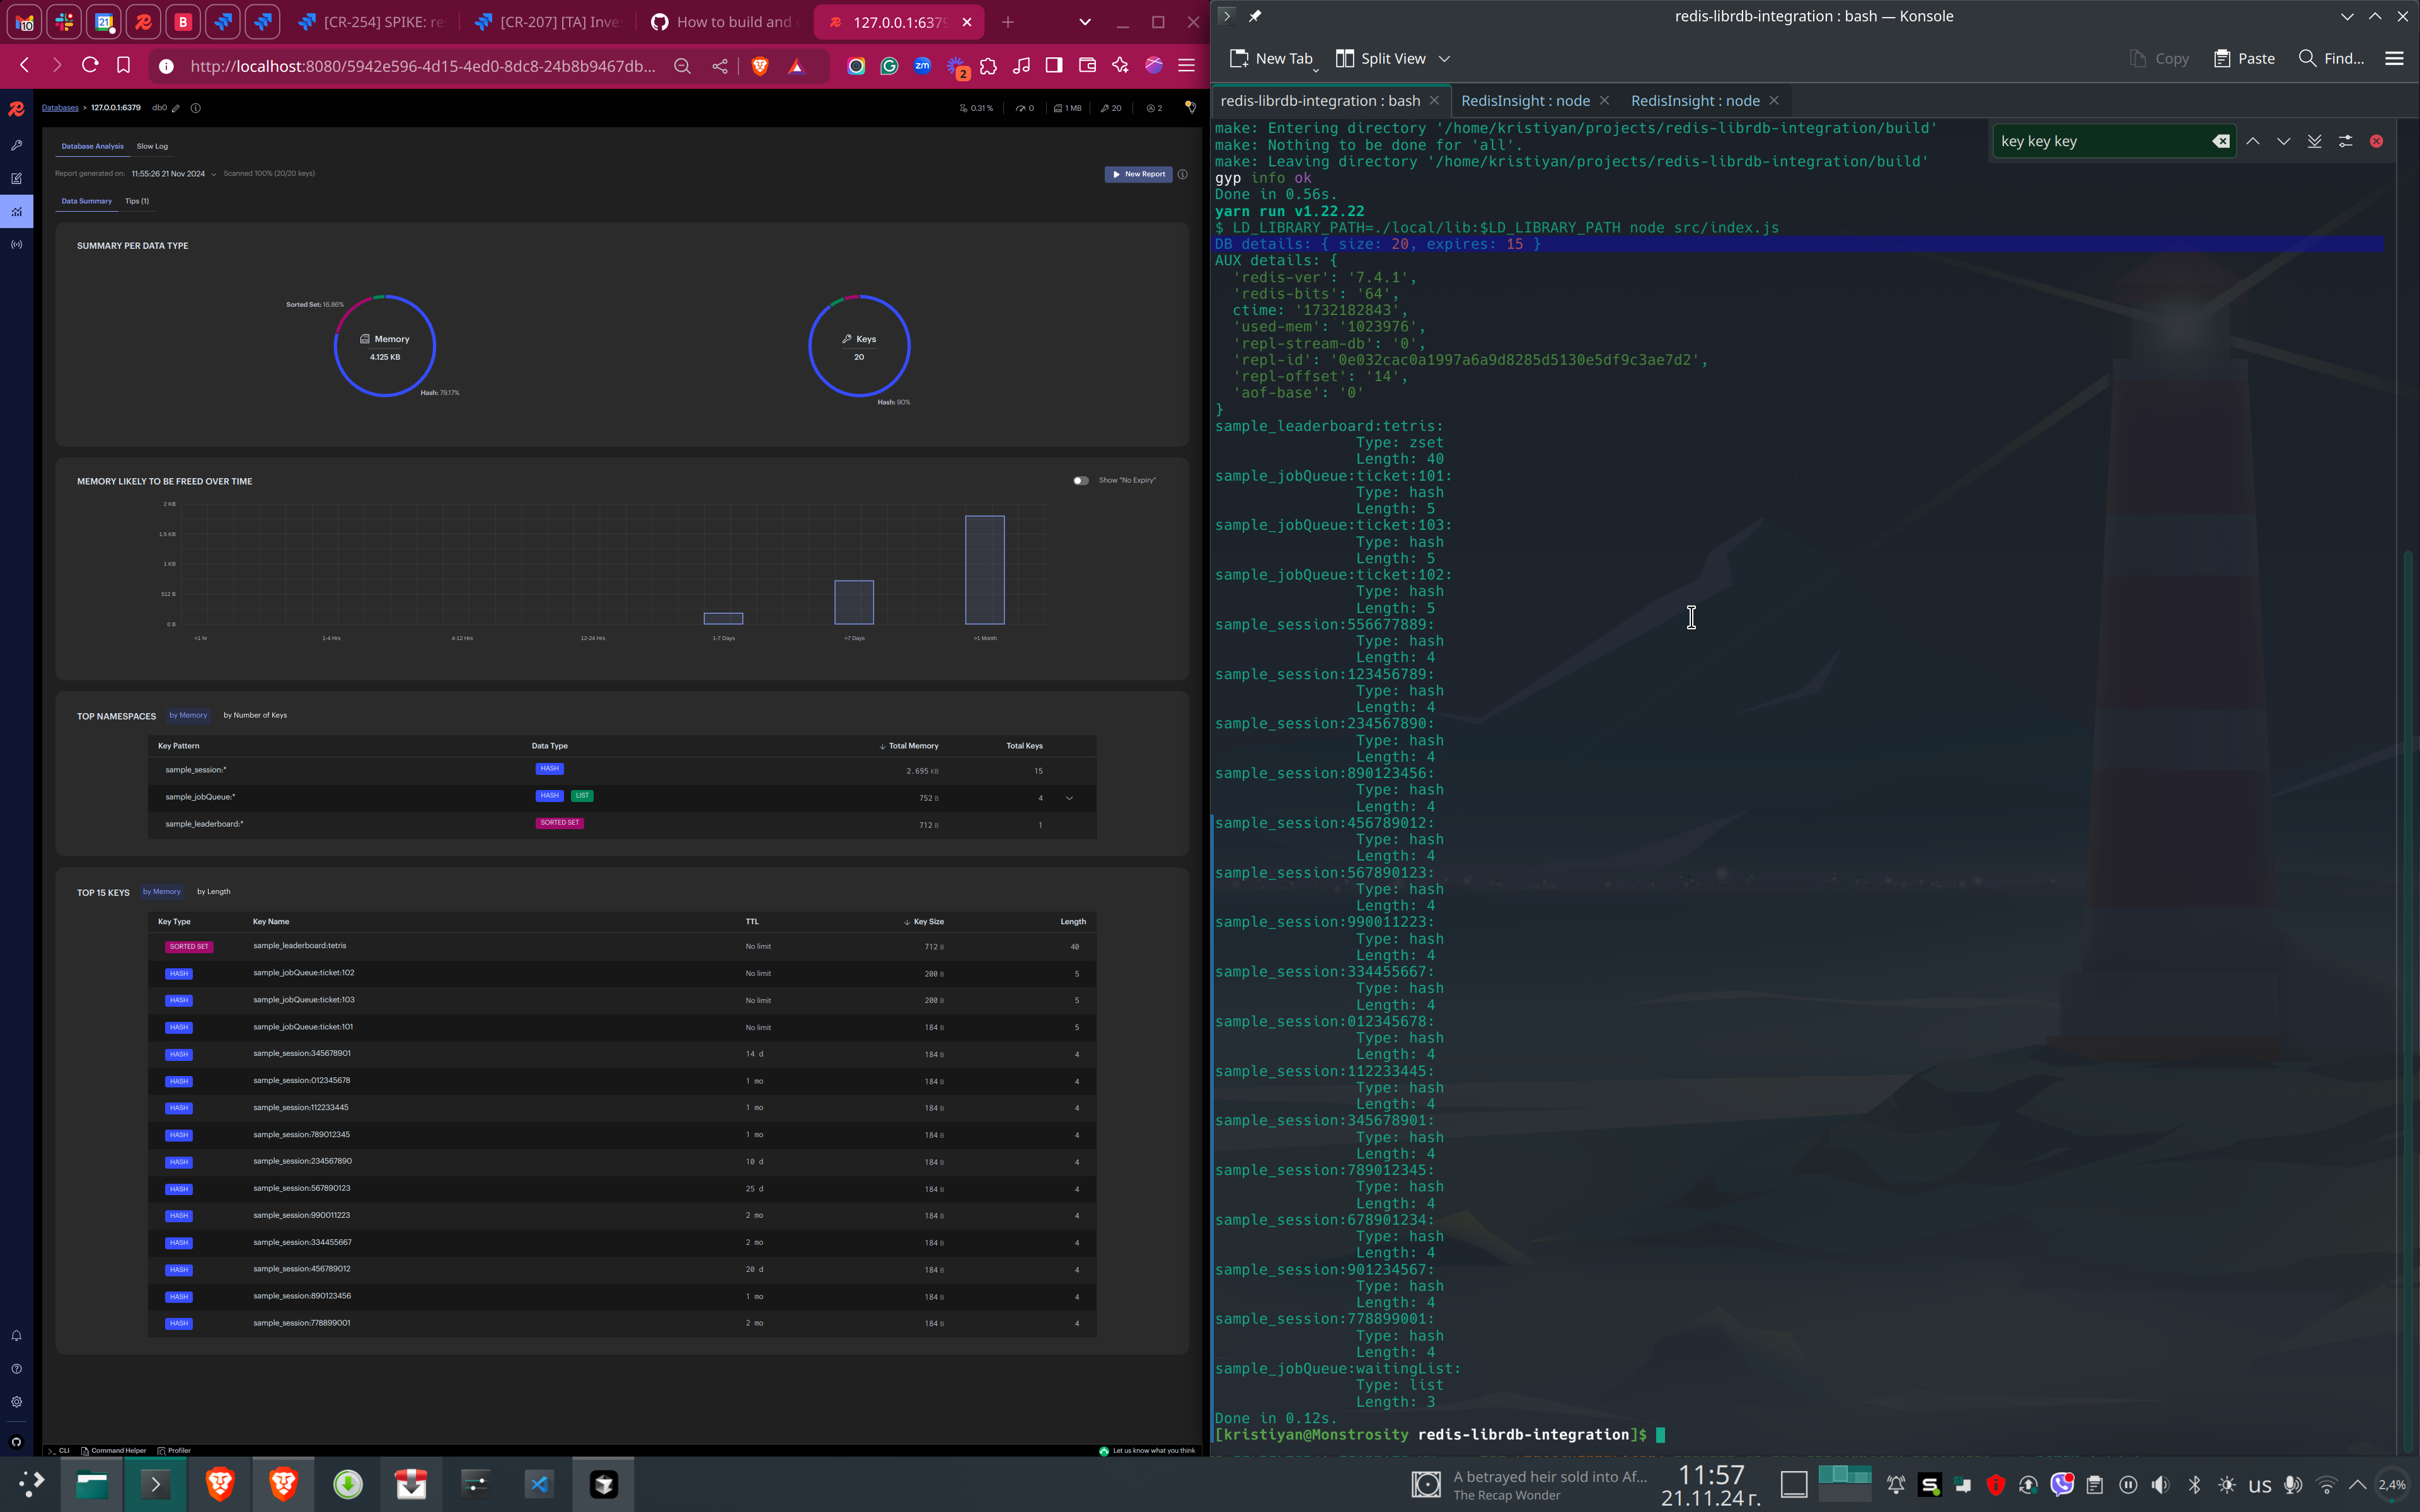 [CR-254] SPIKE: re
[CR-207] [TA] Inve
How to build and
127.0.0.1:6379
http://localhost:8080/5942e596-4d15-4ed0-8dc8-24b8b9467db...
Databases > 127.0.0.1:6379 db0
0.31 % 0 1 MB 20 2
Database Analysis Slow Log
Report generated on: 11:55:26 21 Nov 2024 Scanned 100% (20/20 keys)
New Report
Data Summary Tips (1)
SUMMARY PER DATA TYPE
Sorted Set: 16.86%
Memory
4.125 KB
Hash: 79.17%
Keys
20
Hash: 90%
MEMORY LIKELY TO BE FREED OVER TIME
Show "No Expiry"
2 KB
1.5 KB
1 KB
512 B
0 B
<1 hr 1-4 Hrs 4-12 Hrs 12-24 Hrs 1-7 Days >7 Days >1 Month
TOP NAMESPACES by Memory by Number of Keys
Key Pattern Data Type Total Memory Total Keys
sample_session:* HASH 2.695 KB 15
sample_jobQueue:* HASH LIST 752 B 4
sample_leaderboard:* SORTED SET 712 B 1
TOP 15 KEYS by Memory by Length
Key Type Key Name TTL Key Size Length
SORTED SET sample_leaderboard:tetris No limit 712 B 40
HASH sample_jobQueue:ticket:102 No limit 200 B 5
HASH sample_jobQueue:ticket:103 No limit 200 B 5
HASH sample_jobQueue:ticket:101 No limit 184 B 5
HASH sample_session:345678901 14 d 184 B 4
HASH sample_session:012345678 1 mo 184 B 4
HASH sample_session:112233445 1 mo 184 B 4
HASH sample_session:789012345 1 mo 184 B 4
HASH sample_session:234567890 10 d 184 B 4
HASH sample_session:567890123 25 d 184 B 4
HASH sample_session:990011223 2 mo 184 B 4
HASH sample_session:334455667 2 mo 184 B 4
HASH sample_session:456789012 20 d 184 B 4
HASH sample_session:890123456 1 mo 184 B 4
HASH sample_session:778899001 2 mo 184 B 4
>_ CLI Command Helper Profiler
Let us know what you think
redis-librdb-integration : bash — Konsole
New Tab Split View Copy Paste Find...
redis-librdb-integration : bash RedisInsight : node RedisInsight : node
key key key
make: Entering directory '/home/kristiyan/projects/redis-librdb-integration/build'
make: Nothing to be done for 'all'.
make: Leaving directory '/home/kristiyan/projects/redis-librdb-integration/build'
gyp info ok
Done in 0.56s.
yarn run v1.22.22
$ LD_LIBRARY_PATH=./local/lib:$LD_LIBRARY_PATH node src/index.js
DB details: { size: 20, expires: 15 }
AUX details: {
'redis-ver': '7.4.1',
'redis-bits': '64',
ctime: '1732182843',
'used-mem': '1023976',
'repl-stream-db': '0',
'repl-id': '0e032cac0a1997a6a9d8285d5130e5df9c3ae7d2',
'repl-offset': '14',
'aof-base': '0'
}
sample_leaderboard:tetris:
Type: zset
Length: 40
sample_jobQueue:ticket:101:
Type: hash
Length: 5
sample_jobQueue:ticket:103:
Type: hash
Length: 5
sample_jobQueue:ticket:102:
Type: hash
Length: 5
sample_session:556677889:
Type: hash
Length: 4
sample_session:123456789:
Type: hash
Length: 4
sample_session:234567890:
Type: hash
Length: 4
sample_session:890123456:
Type: hash
Length: 4
sample_session:456789012:
Type: hash
Length: 4
sample_session:567890123:
Type: hash
Length: 4
sample_session:990011223:
Type: hash
Length: 4
sample_session:334455667:
Type: hash
Length: 4
sample_session:012345678:
Type: hash
Length: 4
sample_session:112233445:
Type: hash
Length: 4
sample_session:345678901:
Type: hash
Length: 4
sample_session:789012345:
Type: hash
Length: 4
sample_session:678901234:
Type: hash
Length: 4
sample_session:901234567:
Type: hash
Length: 4
sample_session:778899001:
Type: hash
Length: 4
sample_jobQueue:waitingList:
Type: list
Length: 3
Done in 0.12s.
[kristiyan@Monstrosity redis-librdb-integration]$
A betrayed heir sold into Af...
The Recap Wonder
11:57
21.11.24 г.
us
2,4%